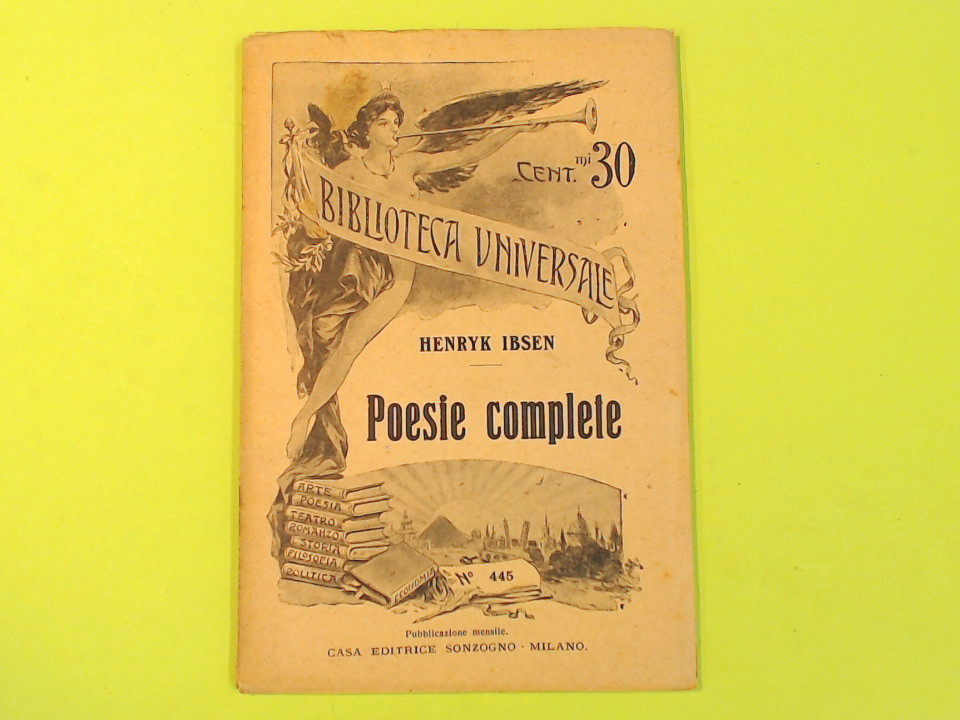 CENT.mi 30
BIBLIOTECA UNIVERSALE
HENRYK IBSEN
Poesie complete
ARTE
POESIA
TEATRO
ROMANZO
STORIA
FILOSOFIA
POLITICA
ECONOMIA
No 445
Pubblicazione mensile.
CASA EDITRICE SONZOGNO - MILANO.